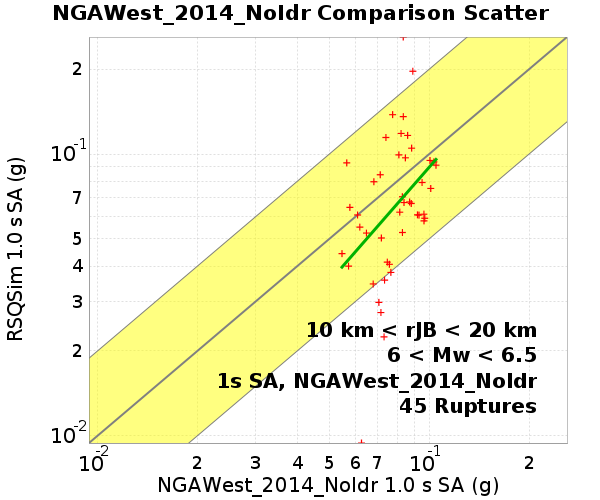 NGAWest_2014_NoIdr Comparison Scatter
RSQSim 1.0 s SA (g)
2
10⁻¹
7
5
4
3
2
10⁻²
10 km < rJB < 20 km
6 < Mw < 6.5
1s SA, NGAWest_2014_NoIdr
45 Ruptures
10⁻² 2 3 4 5 6 7 10⁻¹ 2
NGAWest_2014_NoIdr 1.0 s SA (g)